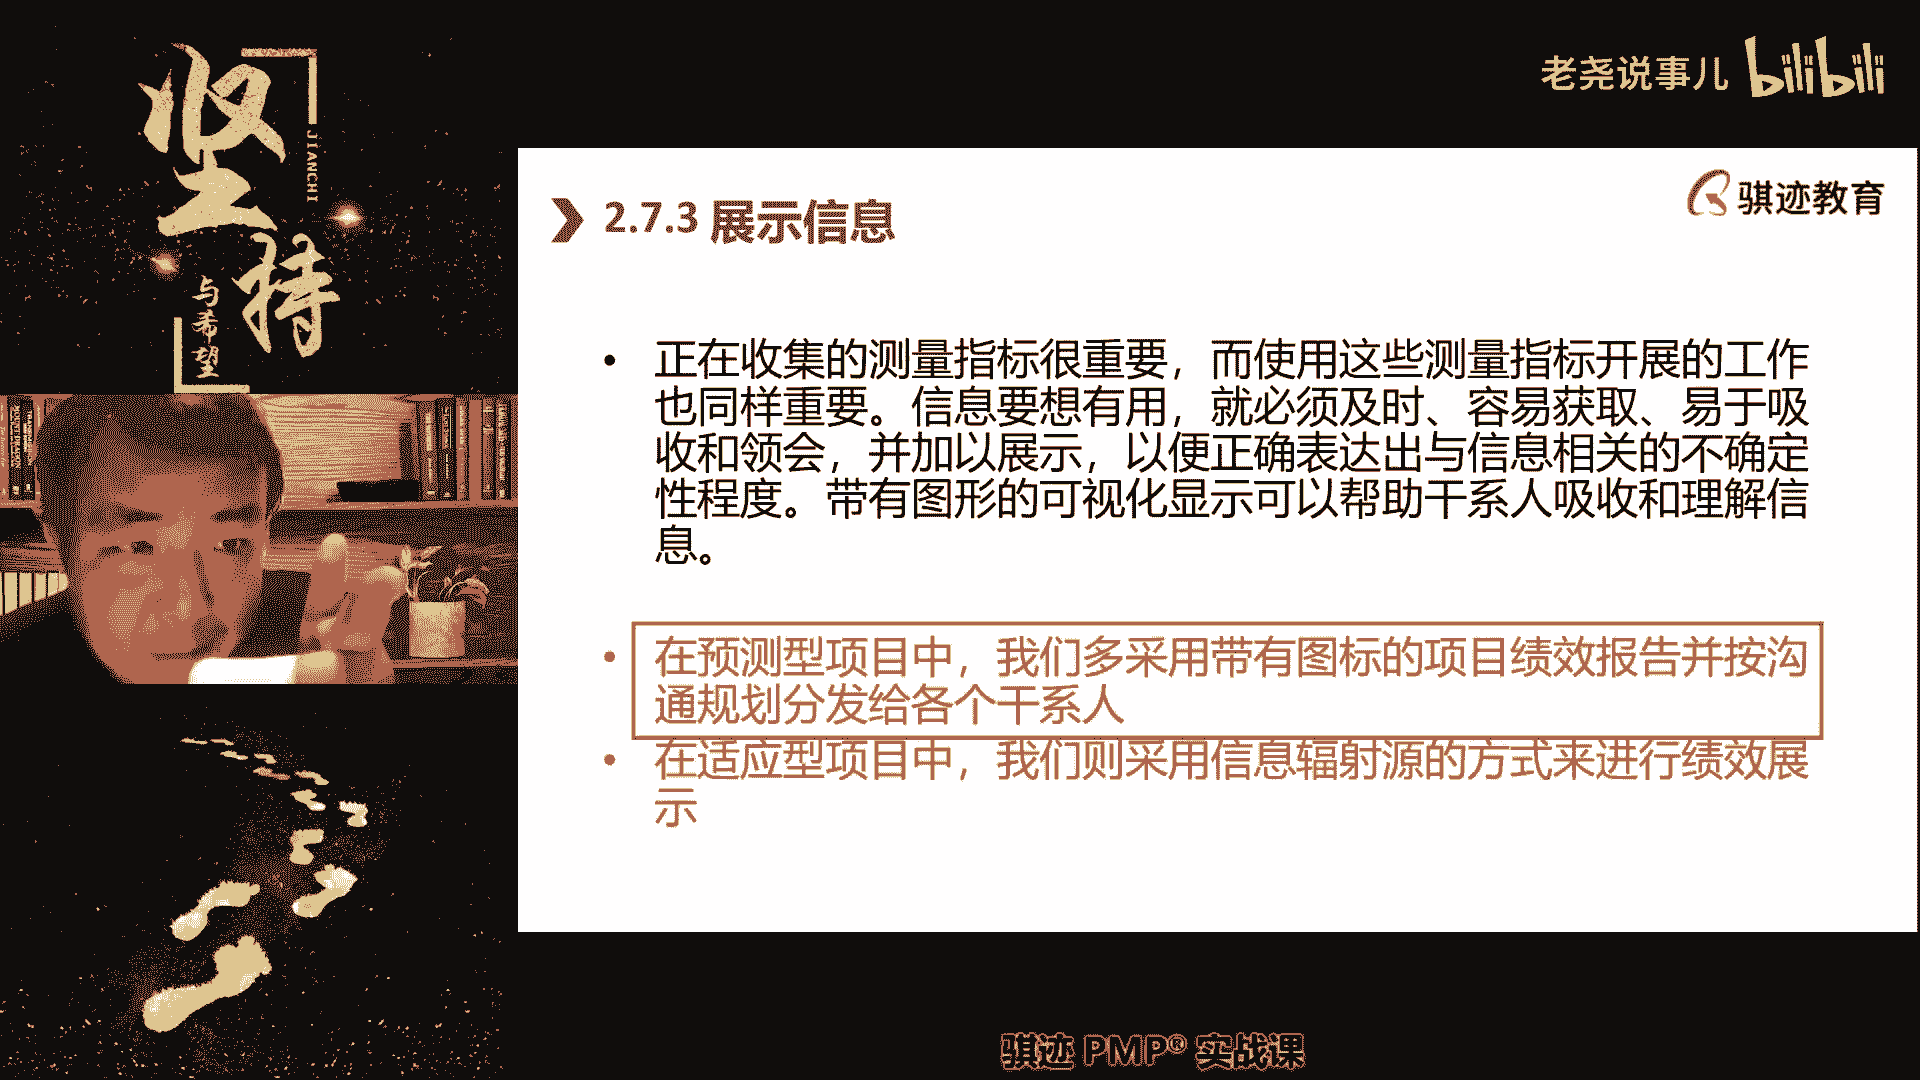 坚持
JIANCHI
与希望
老尧说事儿 bilibili
骐迹教育
2.7.3 展示信息
• 正在收集的测量指标很重要，而使用这些测量指标开展的工作
也同样重要。信息要想有用，就必须及时、容易获取、易于吸
收和领会，并加以展示，以便正确表达出与信息相关的不确定
性程度。带有图形的可视化显示可以帮助干系人吸收和理解信
息。
• 在预测型项目中，我们多采用带有图标的项目绩效报告并按沟
通规划分发给各个干系人
• 在适应型项目中，我们则采用信息辐射源的方式来进行绩效展
示
骐迹 PMP® 实战课